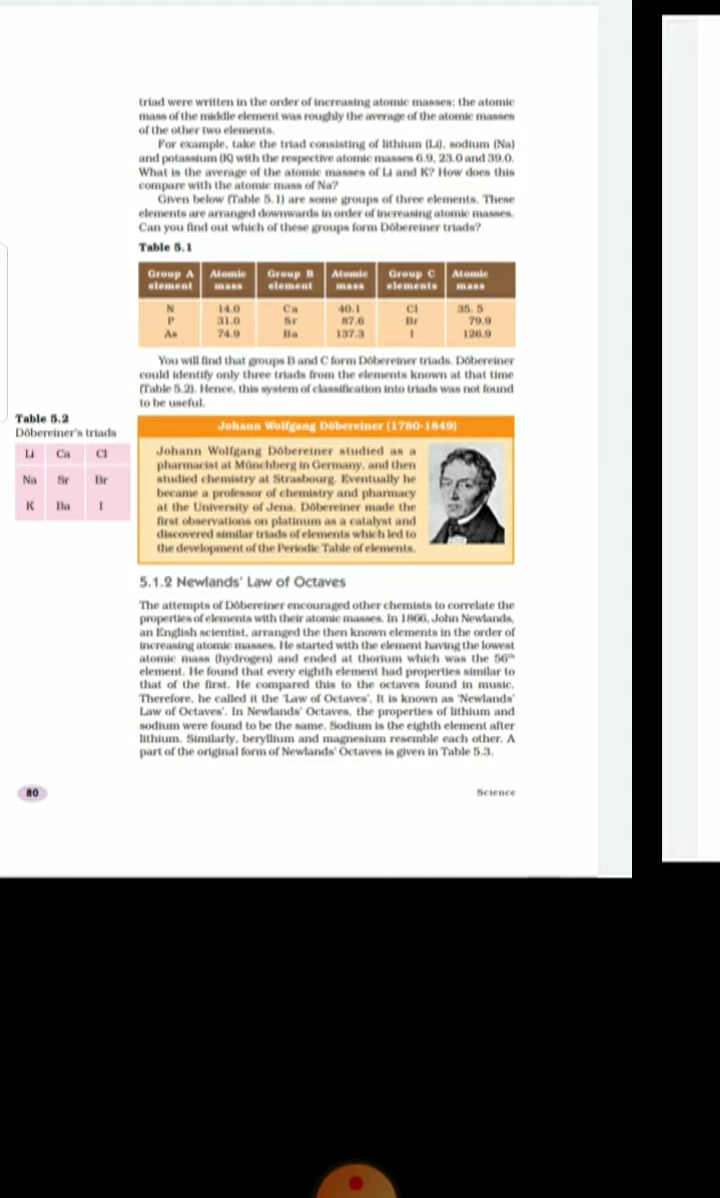 triad were written in the order of increasing atomic masses; the atomic
mass of the middle element was roughly the average of the atomic masses
of the other two elements.
For example, take the triad consisting of lithium (Li), sodium (Na)
and potassium (K) with the respective atomic masses 6.9, 23.0 and 39.0.
What is the average of the atomic masses of Li and K? How does this
compare with the atomic mass of Na?
Given below (Table 5.1) are some groups of three elements. These
elements are arranged downwards in order of increasing atomic masses.
Can you find out which of these groups form Döbereiner triads?
Table 5.1
Group A element Atomic mass Group B element Atomic mass Group C elements Atomic mass
N 14.0 Ca 40.1 Cl 35. 5
P 31.0 Sr 87.6 Br 79.9
As 74.9 Ba 137.3 I 126.9
You will find that groups B and C form Döbereiner triads. Döbereiner
could identify only three triads from the elements known at that time
(Table 5.2). Hence, this system of classification into triads was not found
to be useful.
Table 5.2
Döbereiner's triads
Li Ca Cl
Na Sr Br
K Ba I
Johann Wolfgang Döbereiner (1780-1849)
Johann Wolfgang Döbereiner studied as a
pharmacist at Münchberg in Germany, and then
studied chemistry at Strasbourg. Eventually he
became a professor of chemistry and pharmacy
at the University of Jena. Döbereiner made the
first observations on platinum as a catalyst and
discovered similar triads of elements which led to
the development of the Periodic Table of elements.
5.1.2 Newlands' Law of Octaves
The attempts of Döbereiner encouraged other chemists to correlate the
properties of elements with their atomic masses. In 1866, John Newlands,
an English scientist, arranged the then known elements in the order of
increasing atomic masses. He started with the element having the lowest
atomic mass (hydrogen) and ended at thorium which was the 56th
element. He found that every eighth element had properties similar to
that of the first. He compared this to the octaves found in music.
Therefore, he called it the 'Law of Octaves'. It is known as 'Newlands'
Law of Octaves'. In Newlands' Octaves, the properties of lithium and
sodium were found to be the same. Sodium is the eighth element after
lithium. Similarly, beryllium and magnesium resemble each other. A
part of the original form of Newlands' Octaves is given in Table 5.3.
80
Science